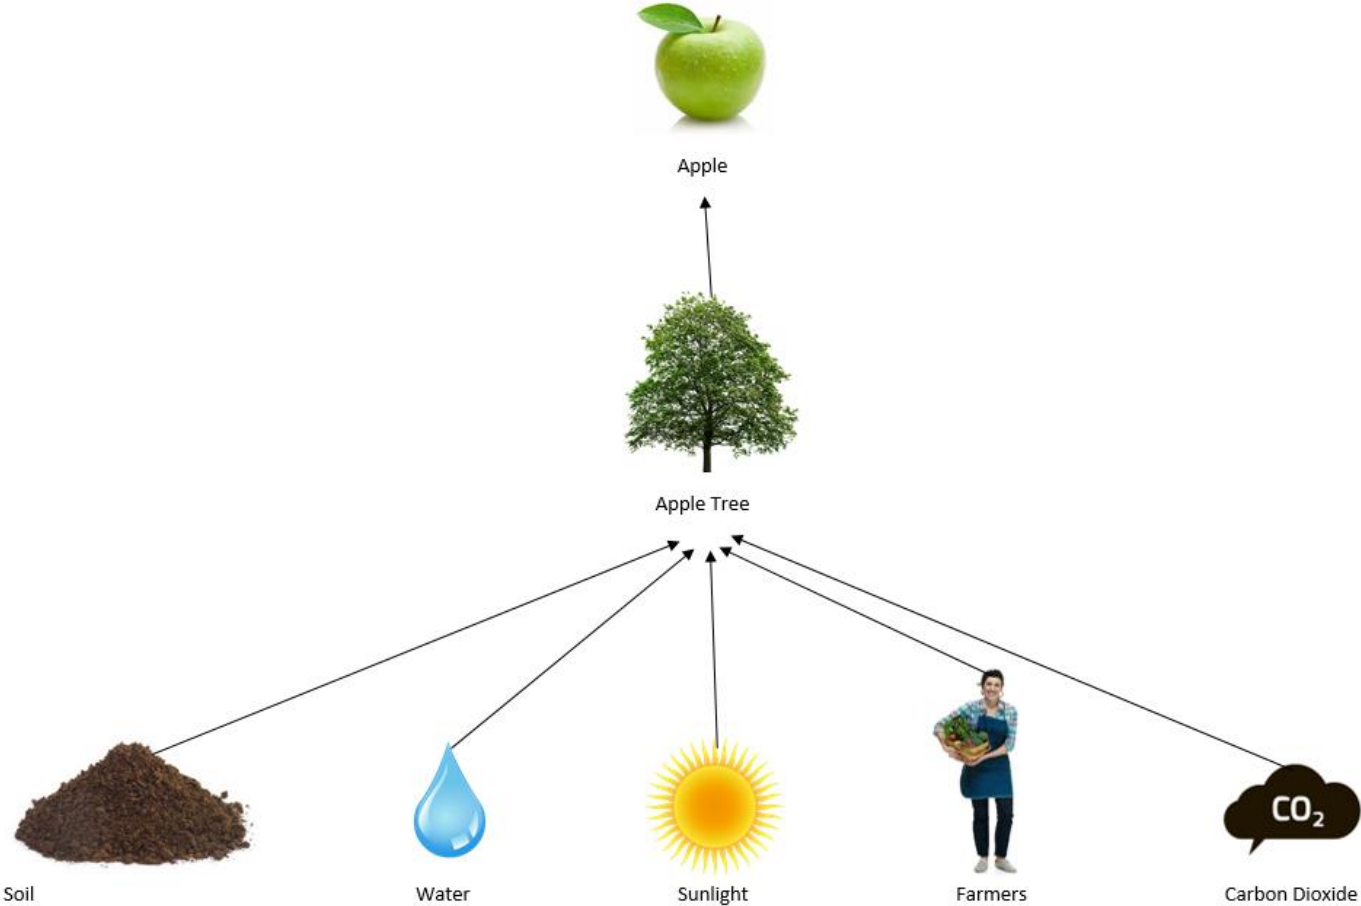 Apple
Apple Tree
CO₂
Soil
Water
Sunlight
Farmers
Carbon Dioxide